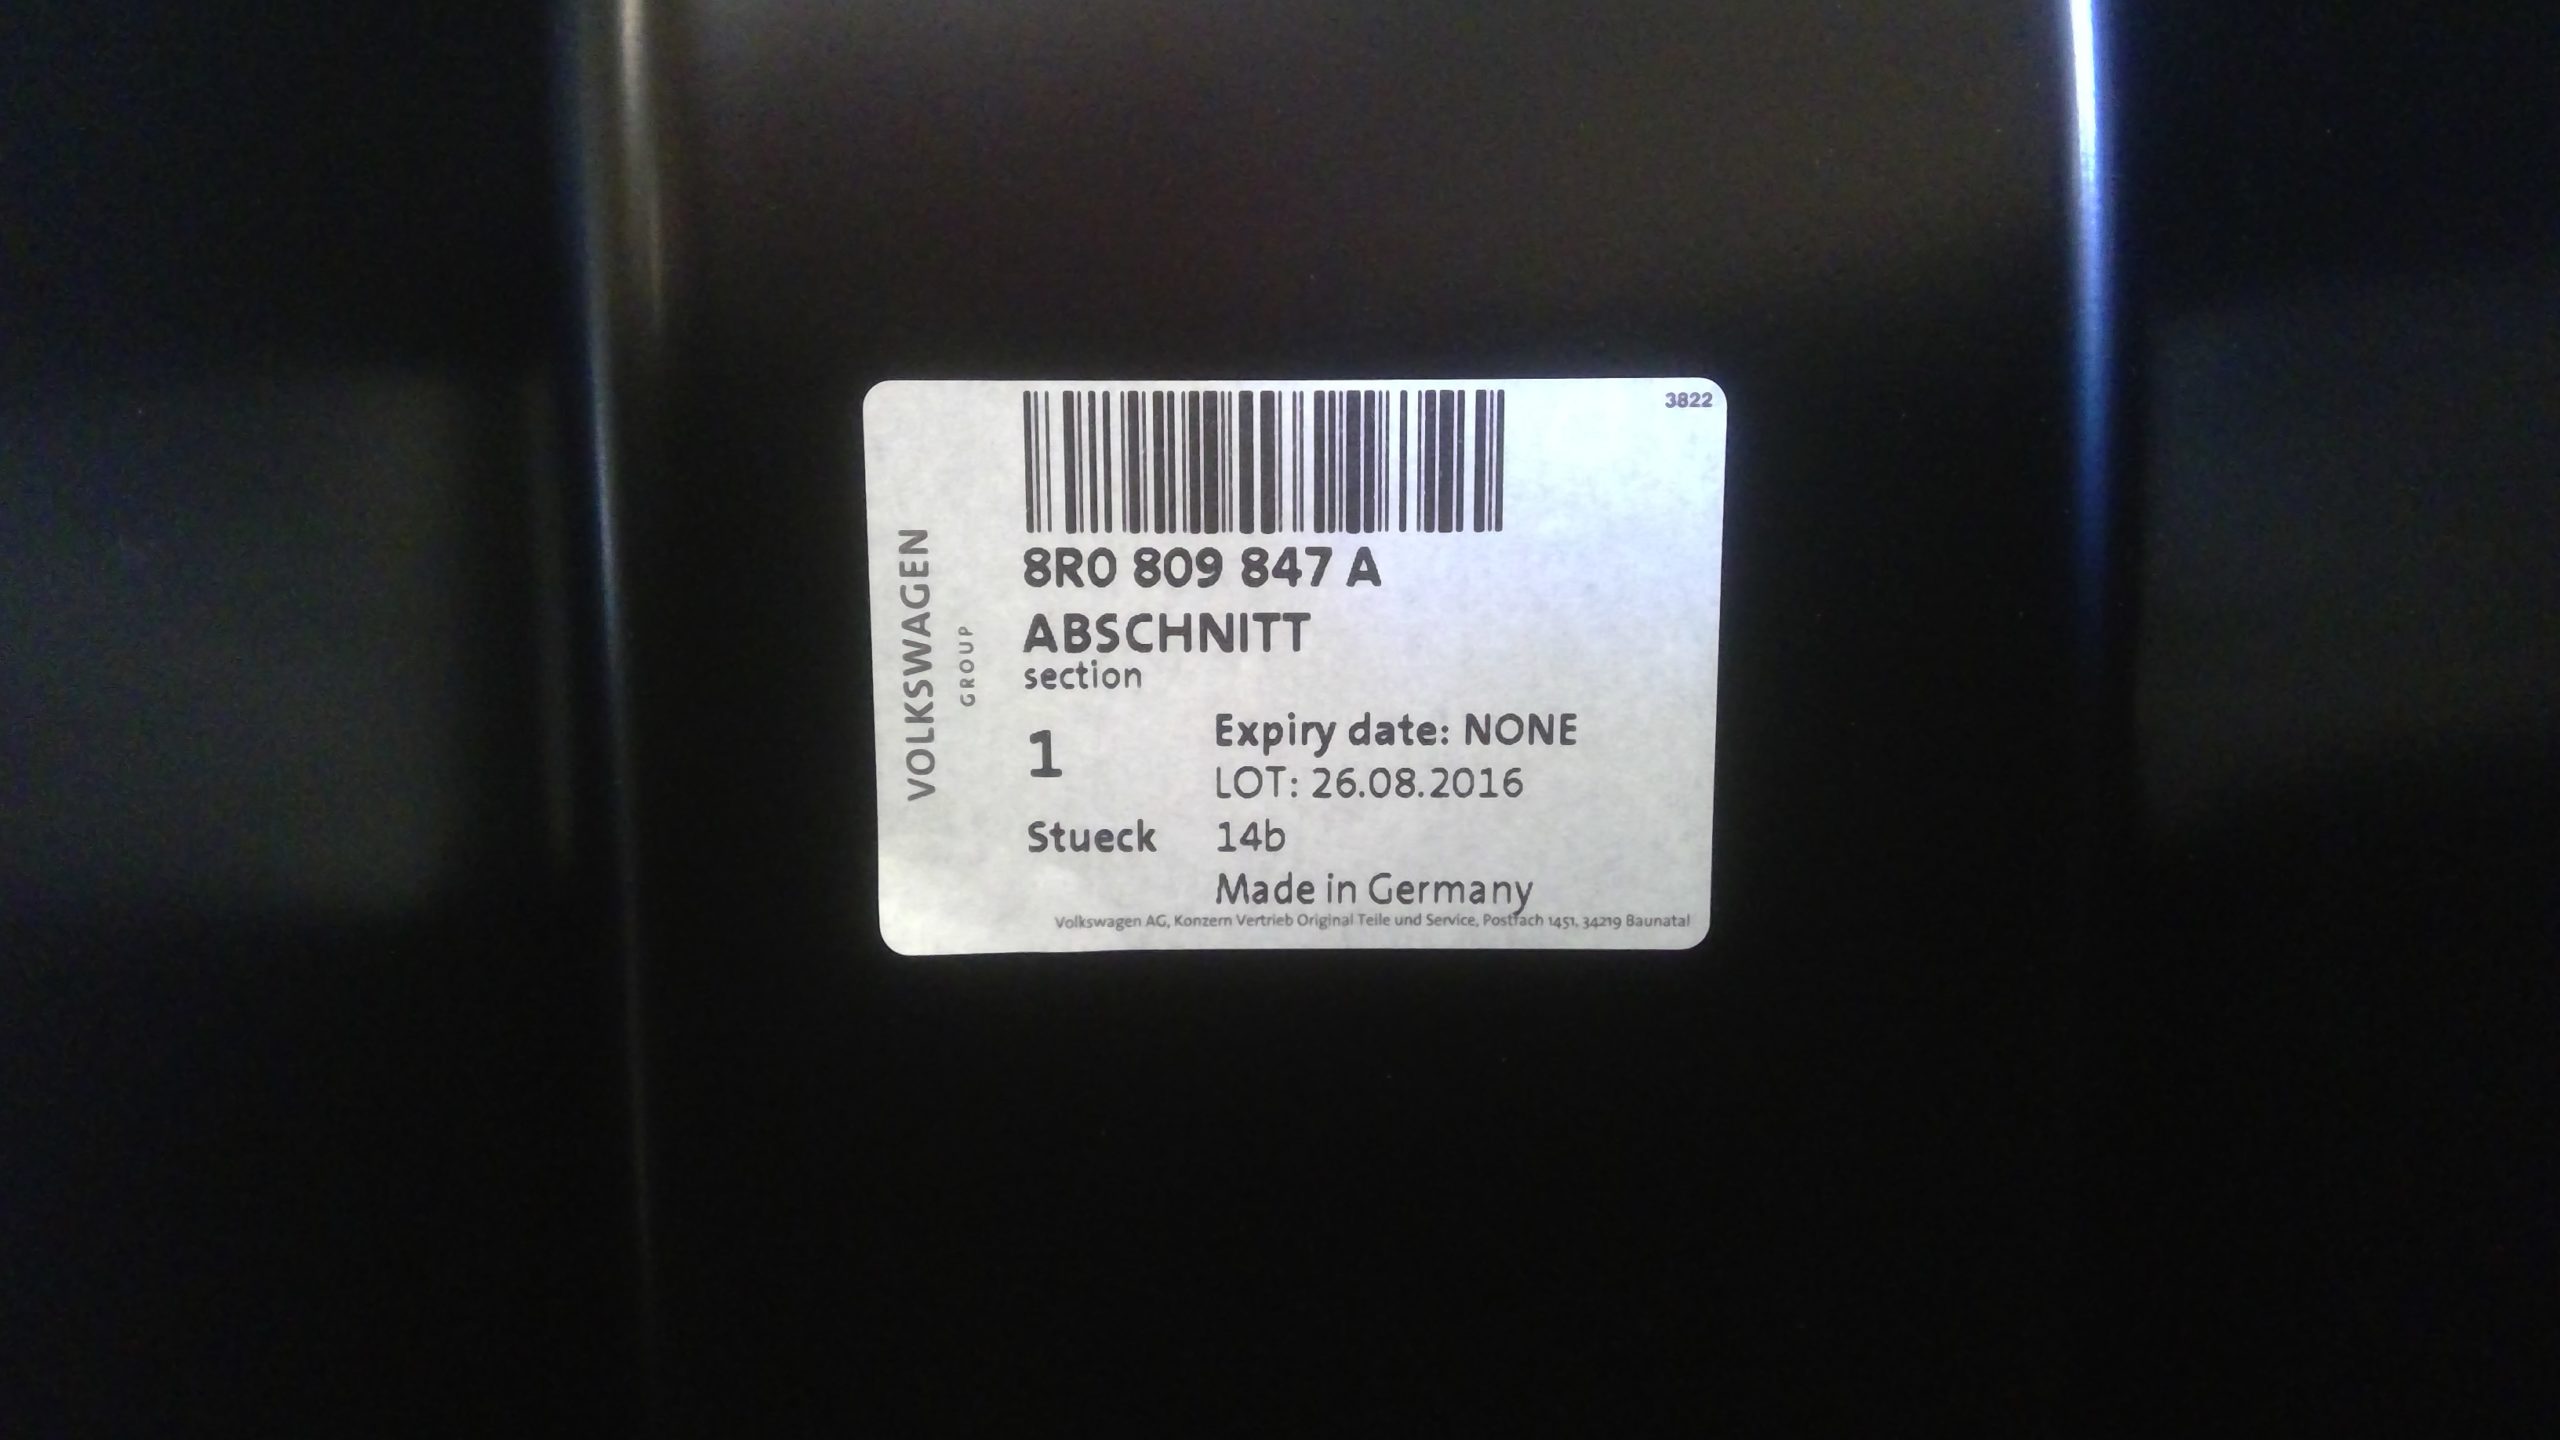 3822
8R0 809 847 A
ABSCHNITT
section
1
Stueck
Expiry date: NONE
LOT: 26.08.2016
14b
Made in Germany
Volkswagen AG, Konzern Vertrieb Original Teile und Service, Postfach 1451, 34219 Baunatal
VOLKSWAGEN
GROUP